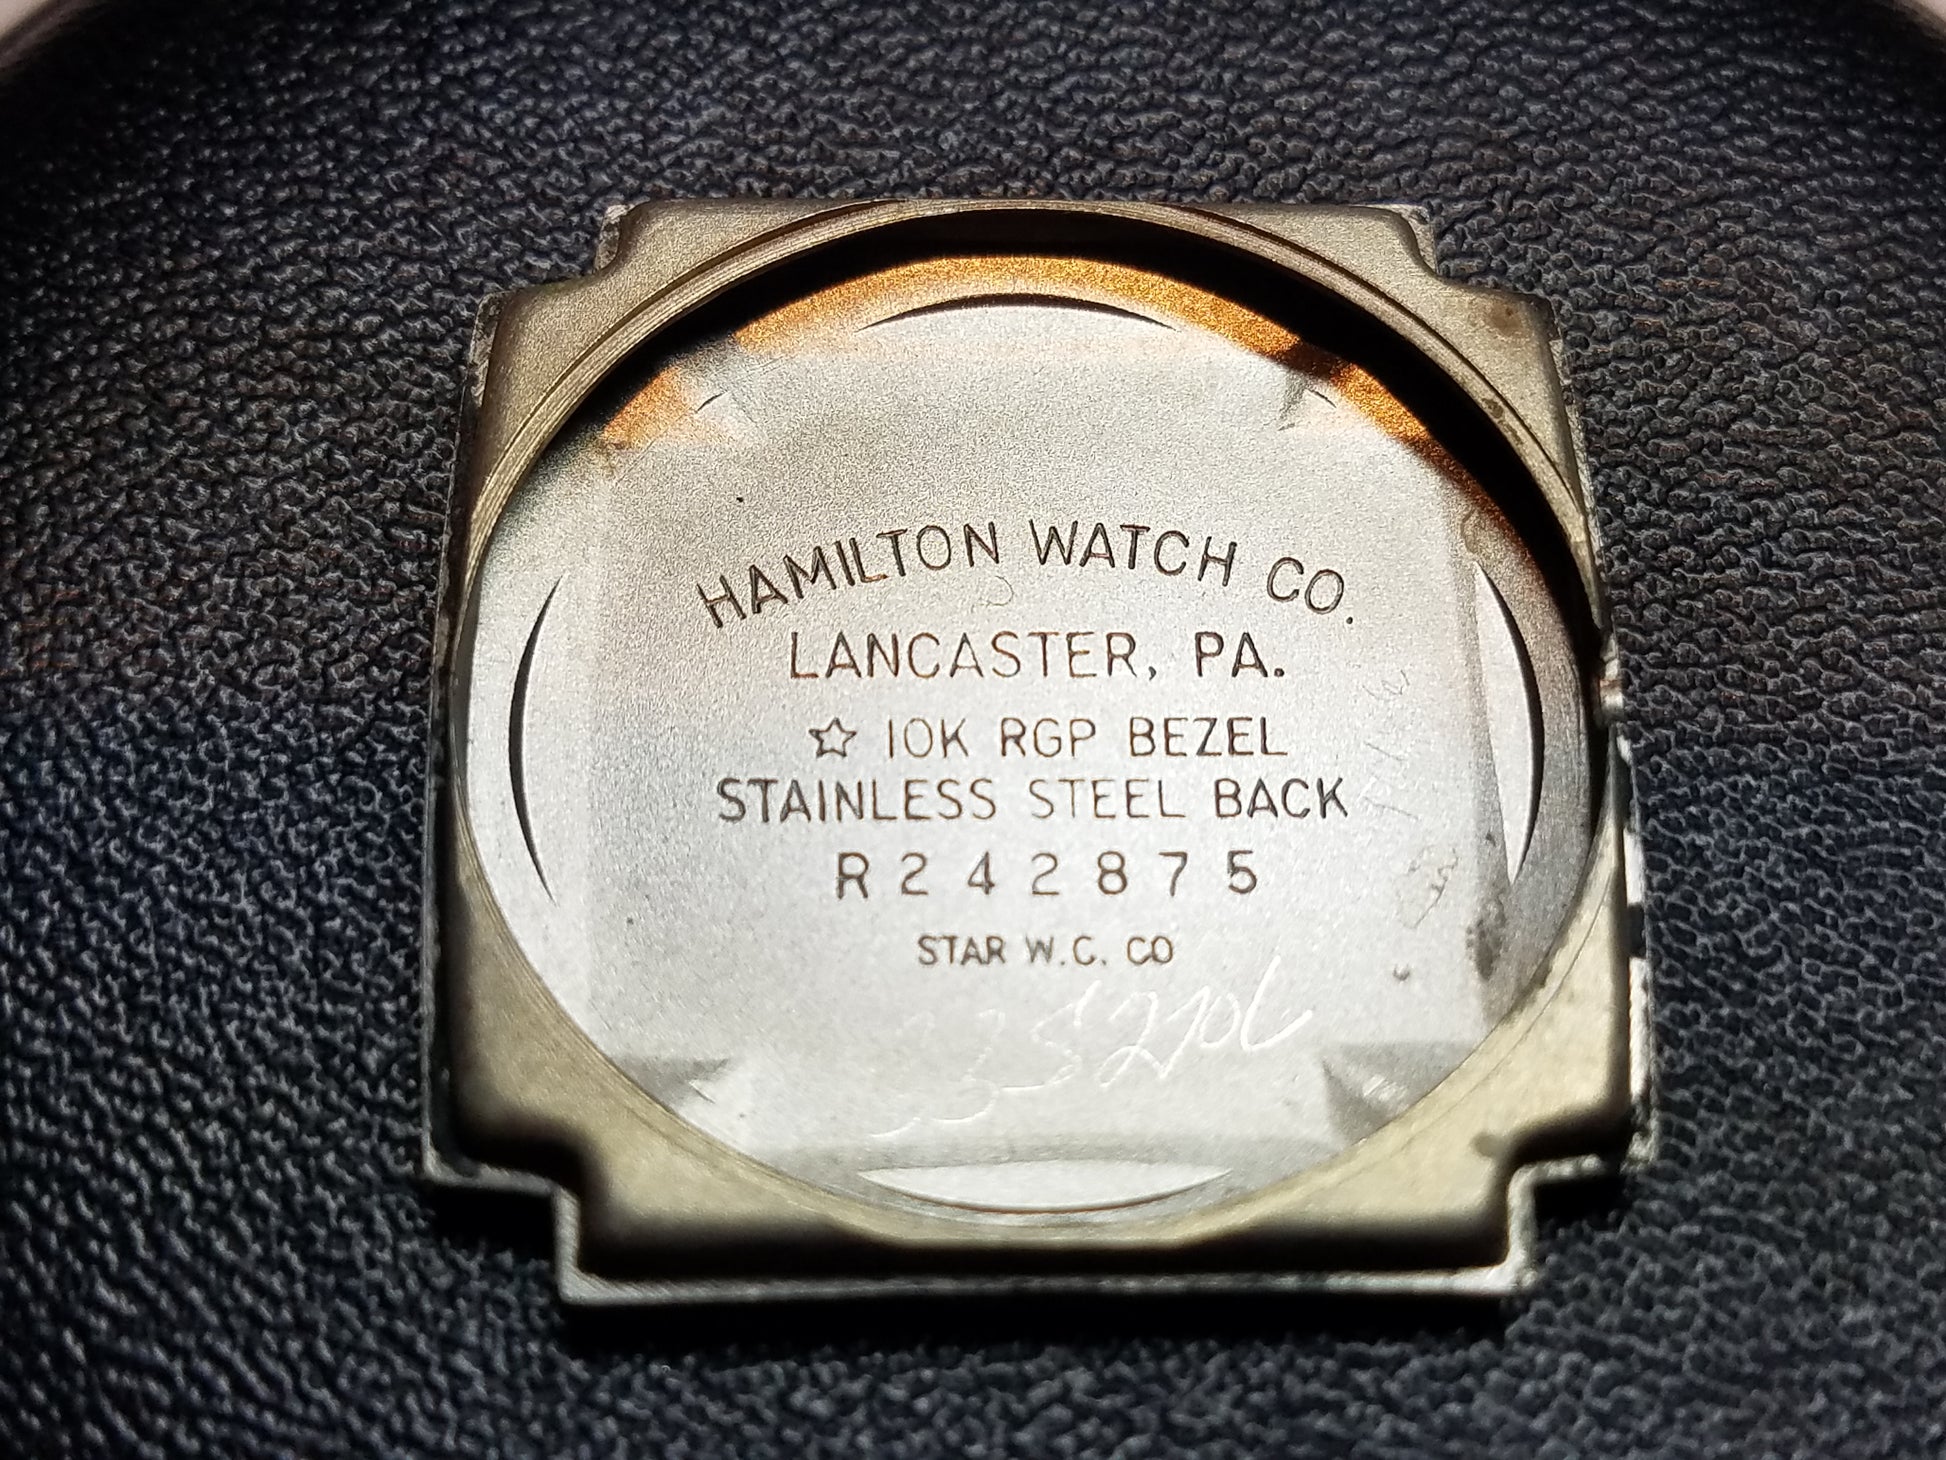 HAMILTON WATCH CO.
LANCASTER, PA.
☆ 10K RGP BEZEL
STAINLESS STEEL BACK
R242875
STAR W.C. CO